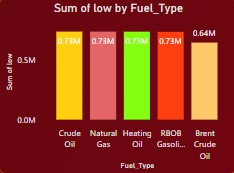 Sum of low by Fuel_Type
Sum of low
0.5M
0.0M
0.73M 0.73M 0.73M 0.73M 0.64M
Crude Oil
Natural Gas
Heating Oil
RBOB Gasoli...
Brent Crude Oil
Fuel_Type